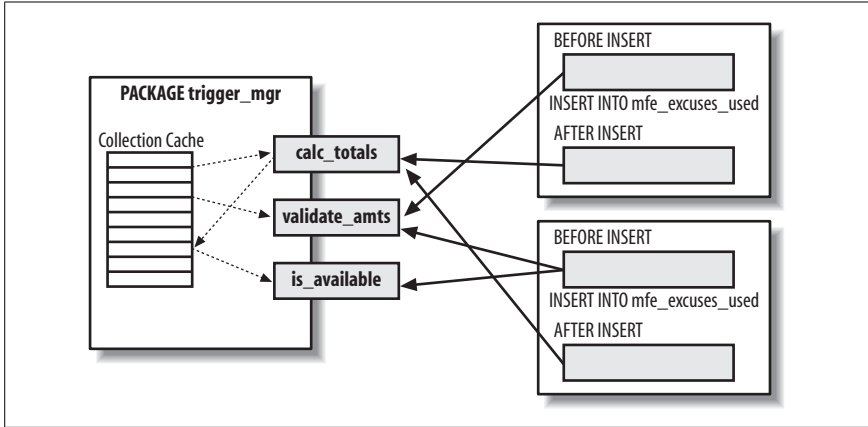 PACKAGE trigger_mgr
Collection Cache
calc_totals
validate_amts
is_available
BEFORE INSERT
INSERT INTO mfe_excuses_used
AFTER INSERT
BEFORE INSERT
INSERT INTO mfe_excuses_used
AFTER INSERT